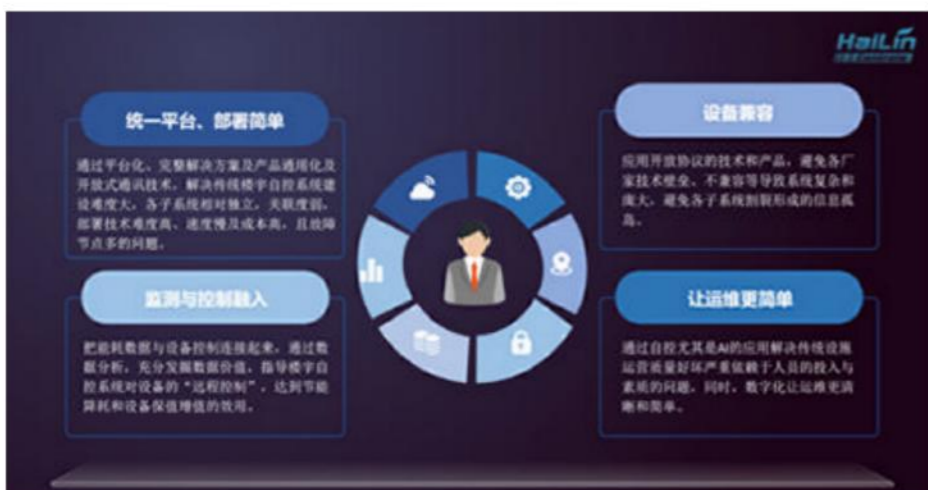 HaiLin
统一平台、部署简单
通过平台化、完整解决方案及产品通用化及
开放式通讯技术，解决传统楼宇自控系统建
设难度大，各子系统相对独立，关联度弱，
部署技术难度高、速度慢及成本高，且故障
节点多的问题。
设备兼容
应用开放协议的技术和产品，避免各厂
家技术壁垒、不兼容等导致系统复杂和
庞大，避免各子系统割裂形成的信息孤
岛。
监测与控制融入
把能耗数据与设备控制连接起来，通过数
据分析，充分发掘数据价值，指导楼宇自
控系统对设备的“远程控制”，达到节能
降耗和设备保值增值的效用。
让运维更简单
通过自控尤其是AI的应用解决传统设施
运营质量好坏严重依赖于人员的投入与
素质的问题，同时，数字化让运维更清
晰和简单。